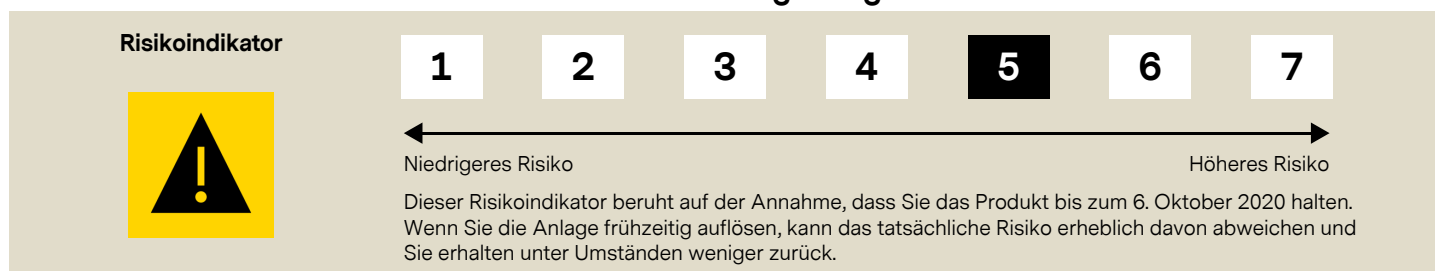 Risikoindikator
1 2 3 4 5 6 7
Niedrigeres Risiko Höheres Risiko
Dieser Risikoindikator beruht auf der Annahme, dass Sie das Produkt bis zum 6. Oktober 2020 halten.
Wenn Sie die Anlage frühzeitig auflösen, kann das tatsächliche Risiko erheblich davon abweichen und
Sie erhalten unter Umständen weniger zurück.